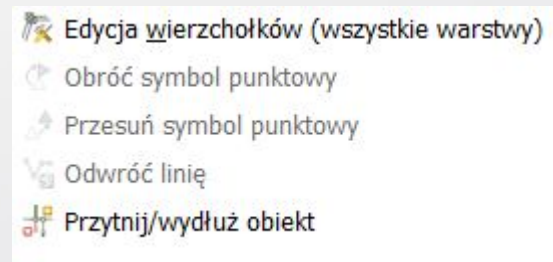 Edycja wierzchołków (wszystkie warstwy)
Obróć symbol punktowy
Przesuń symbol punktowy
Odwróć linię
Przytnij/wydłuż obiekt